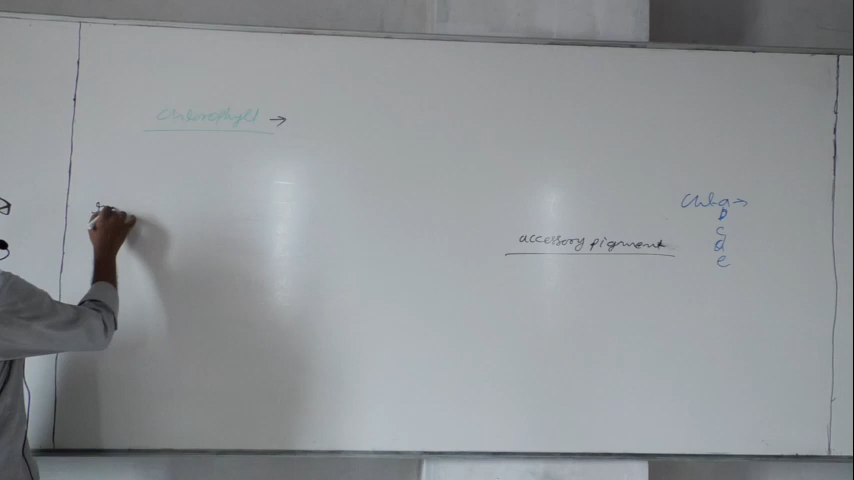 chlorophyll →
chl a →
b
accessory pigment
c
d
e